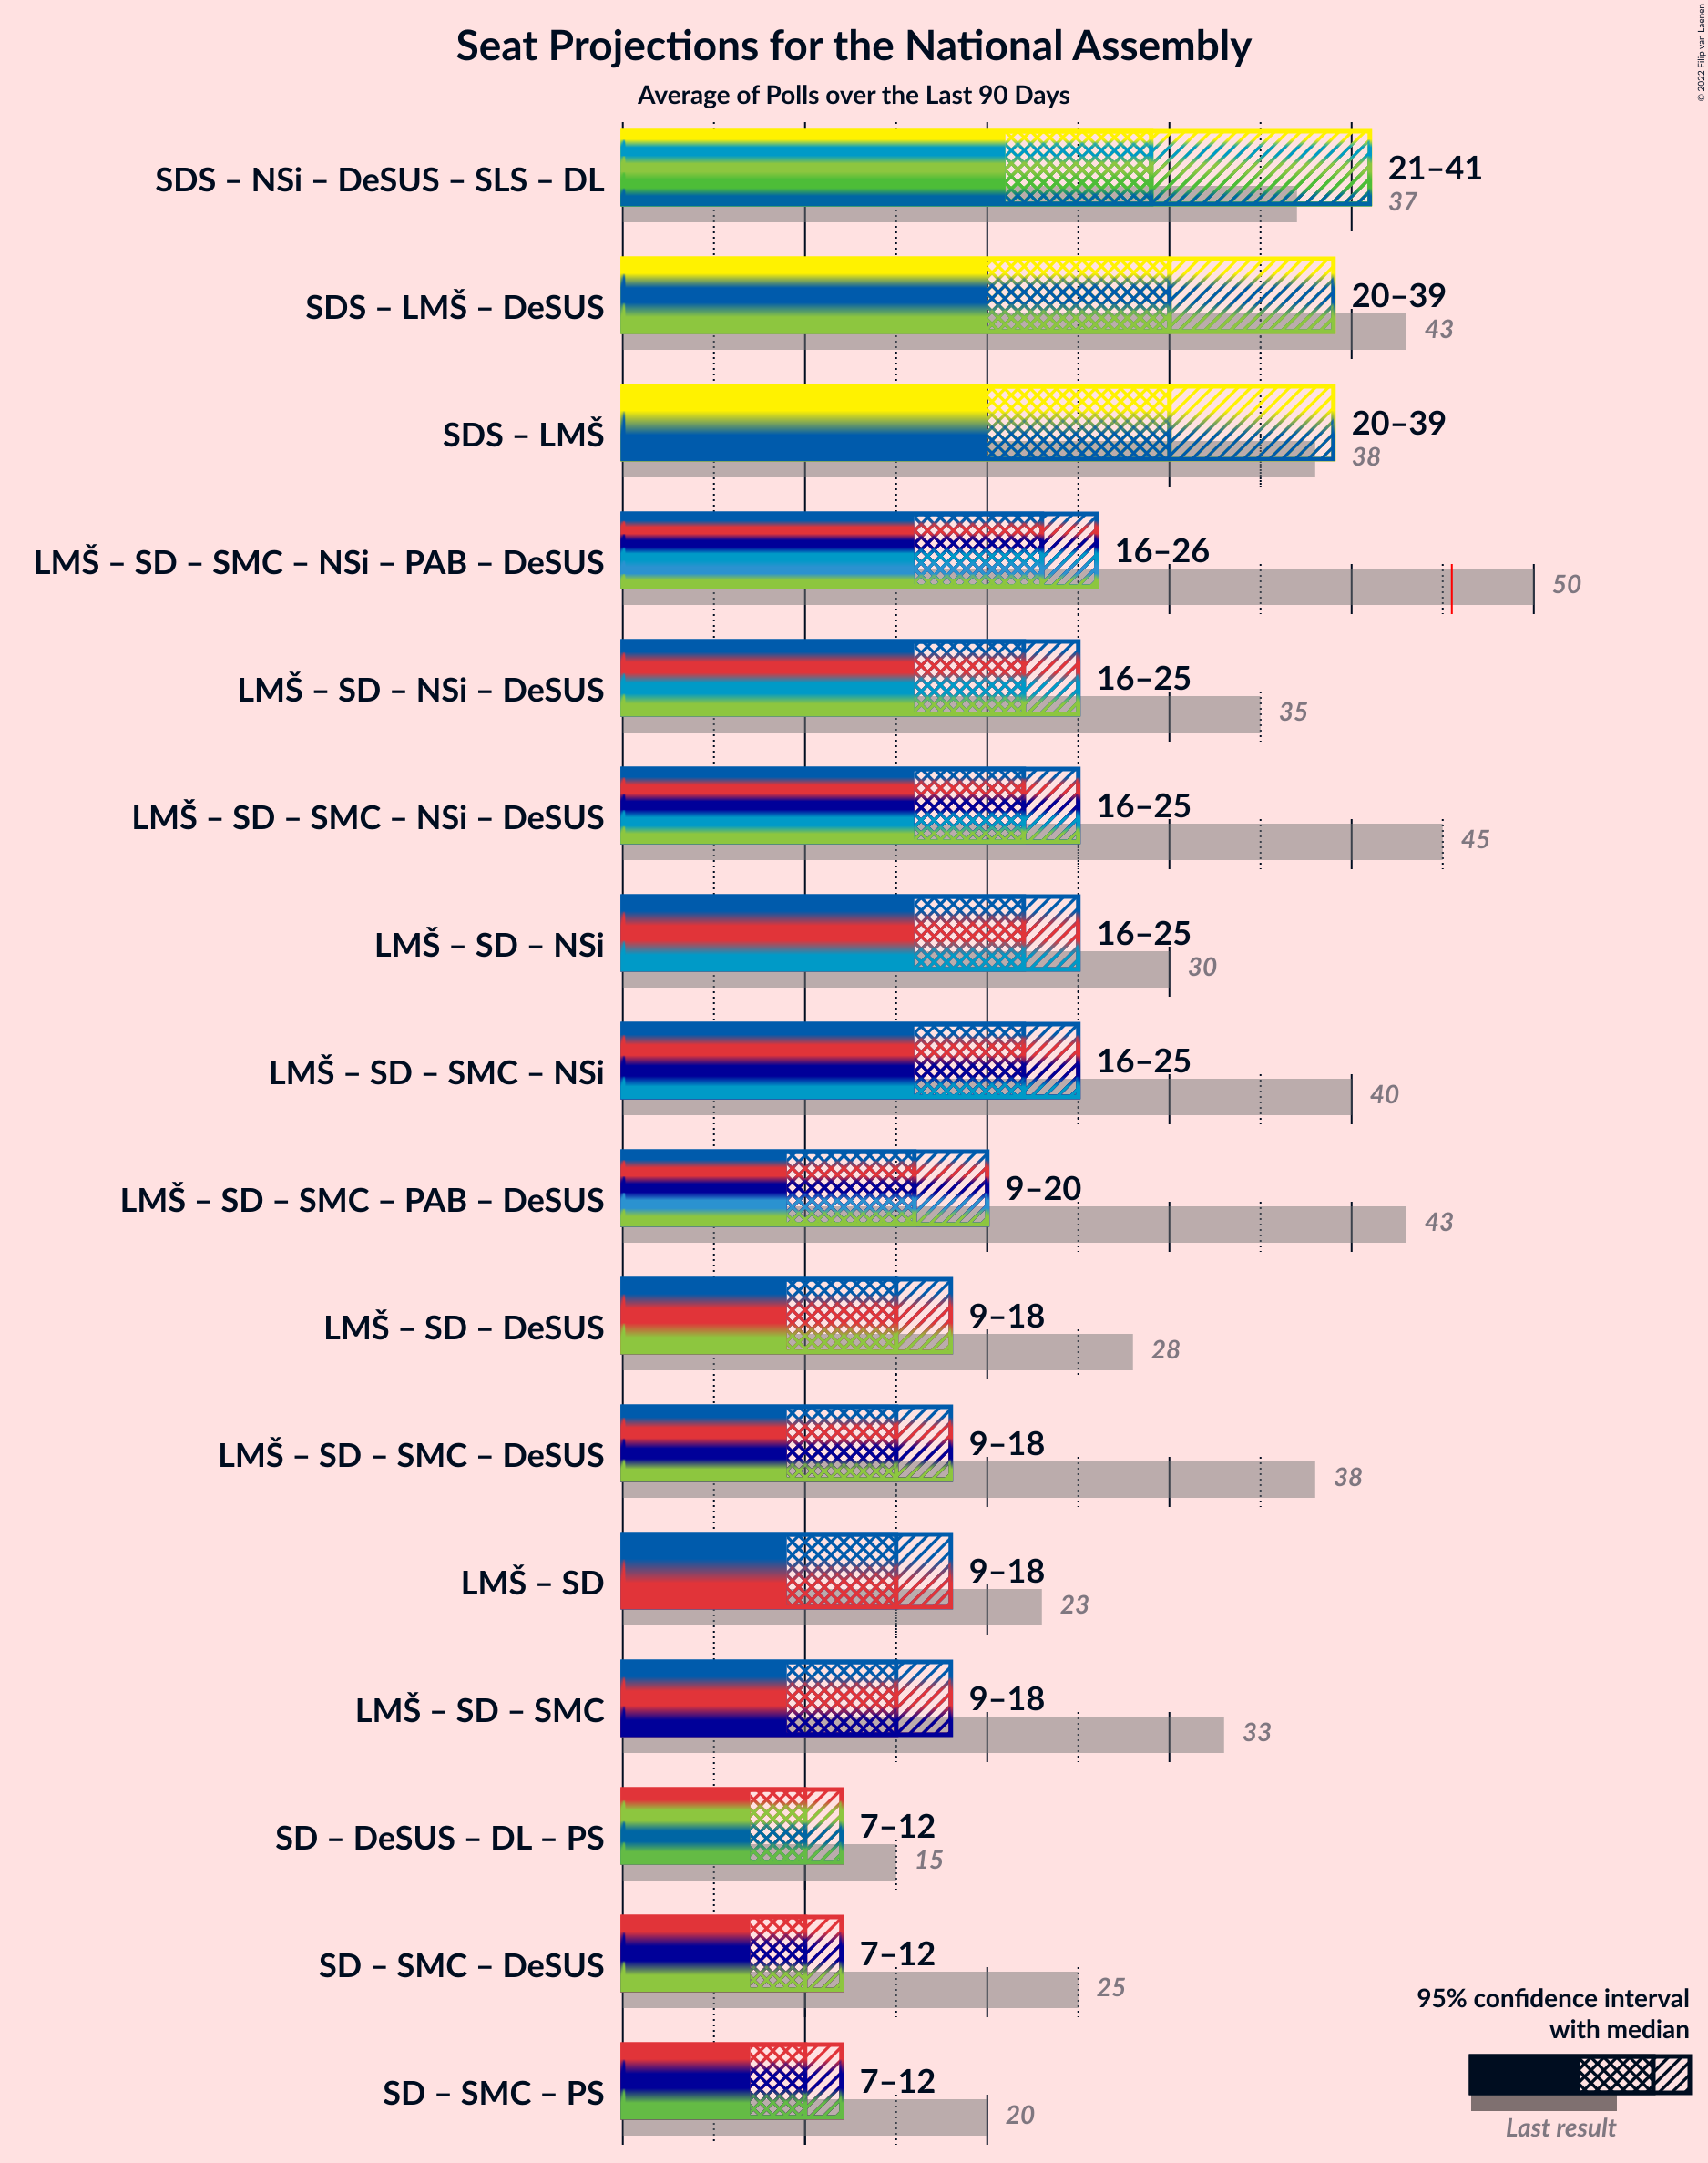 © 2022 Filip van Laenen
Seat Projections for the National Assembly
Average of Polls over the Last 90 Days
SDS – NSi – DeSUS – SLS – DL
21–41
37
SDS – LMŠ – DeSUS
20–39
43
SDS – LMŠ
20–39
38
LMŠ – SD – SMC – NSi – PAB – DeSUS
16–26
50
LMŠ – SD – NSi – DeSUS
16–25
35
LMŠ – SD – SMC – NSi – DeSUS
16–25
45
LMŠ – SD – NSi
16–25
30
LMŠ – SD – SMC – NSi
16–25
40
LMŠ – SD – SMC – PAB – DeSUS
9–20
43
LMŠ – SD – DeSUS
9–18
28
LMŠ – SD – SMC – DeSUS
9–18
38
LMŠ – SD
9–18
23
LMŠ – SD – SMC
9–18
33
SD – DeSUS – DL – PS
7–12
15
SD – SMC – DeSUS
7–12
25
SD – SMC – PS
7–12
20
95% confidence interval
with median
Last result